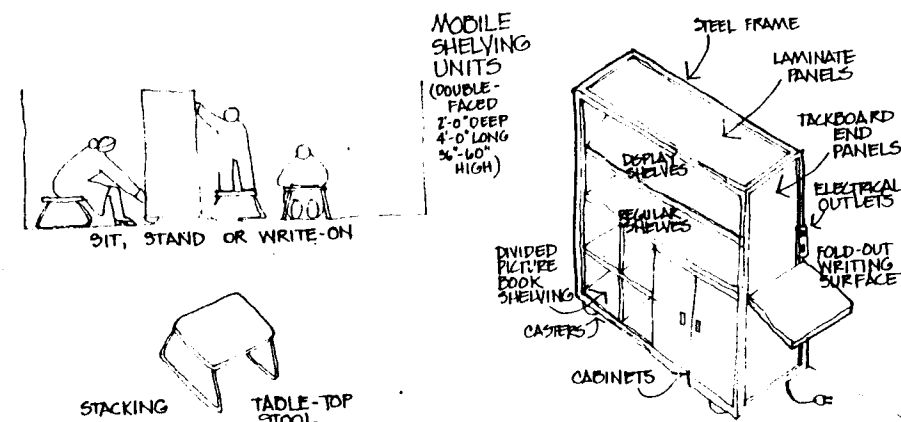 MOBILE
SHELVING
UNITS
(DOUBLE-
FACED
2'-0" DEEP
4'-0" LONG
36"-60"
HIGH)
SIT, STAND OR WRITE-ON
STACKING
TABLE-TOP
STOOL
STEEL FRAME
LAMINATE
PANELS
TACKBOARD
END
PANELS
ELECTRICAL
OUTLETS
FOLD-OUT
WRITING
SURFACE
DISPLAY
SHELVES
REGULAR
SHELVES
DIVIDED
PICTURE
BOOK
SHELVING
CASTERS
CABINETS